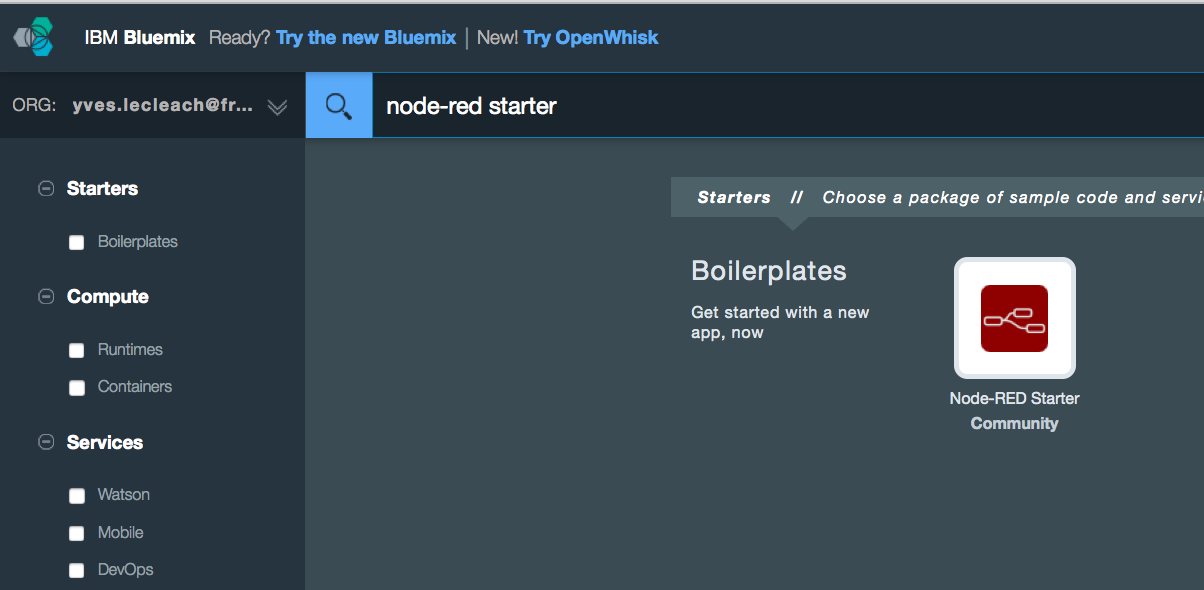 IBM Bluemix Ready? Try the new Bluemix | New! Try OpenWhisk
ORG: yves.lecleach@fr...
node-red starter
Starters
Boilerplates
Compute
Runtimes
Containers
Services
Watson
Mobile
DevOps
Starters // Choose a package of sample code and servi
Boilerplates
Get started with a new
app, now
Node-RED Starter
Community